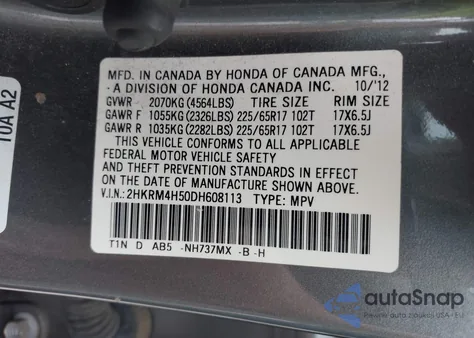 MFD. IN CANADA BY HONDA OF CANADA MFG.,
A DIVISION OF HONDA CANADA INC. 10/'12
GVWR 2070KG (4564LBS) TIRE SIZE RIM SIZE
GAWR F 1055KG (2326LBS) 225/65R17 102T 17X6.5J
GAWR R 1035KG (2282LBS) 225/65R17 102T 17X6.5J
THIS VEHICLE CONFORMS TO ALL APPLICABLE
FEDERAL MOTOR VEHICLE SAFETY
AND THEFT PREVENTION STANDARDS IN EFFECT
ON THE DATE OF MANUFACTURE SHOWN ABOVE.
V.I.N.: 2HKRM4H50DH608113 TYPE: MPV
T1N D AB5 -NH737MX -B -H
10A A2
autoSnap